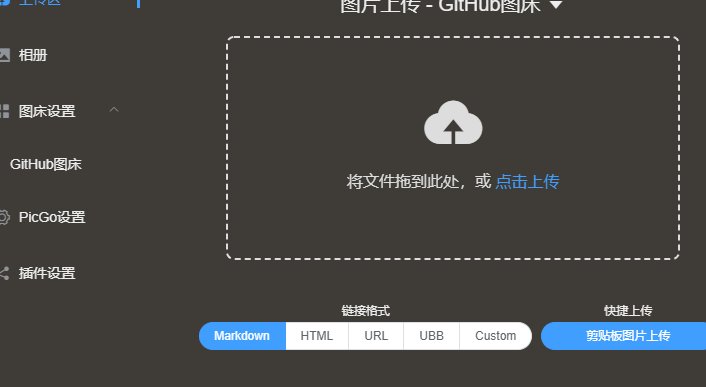 上传区
图片上传 - GitHub图床
相册
图床设置
GitHub图床
将文件拖到此处，或 点击上传
PicGo设置
插件设置
链接格式
快捷上传
Markdown HTML URL UBB Custom
剪贴板图片上传